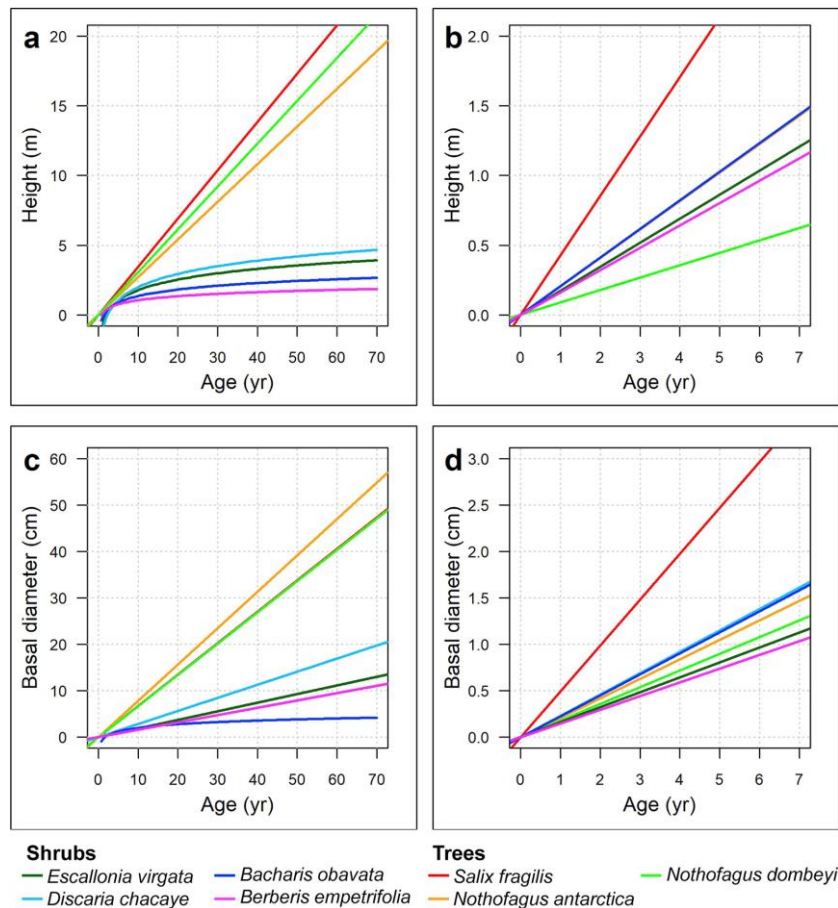 a
Height (m)
20
15
10
5
0
0 10 20 30 40 50 60 70
Age (yr)
b
Height (m)
2.0
1.5
1.0
0.5
0.0
0 1 2 3 4 5 6 7
Age (yr)
c
Basal diameter (cm)
60
50
40
30
20
10
0
0 10 20 30 40 50 60 70
Age (yr)
d
Basal diameter (cm)
3.0
2.5
2.0
1.5
1.0
0.5
0.0
0 1 2 3 4 5 6 7
Age (yr)
Shrubs Trees
Escallonia virgata Bacharis obavata Salix fragilis Nothofagus dombeyi
Discaria chacaye Berberis empetrifolia Nothofagus antarctica